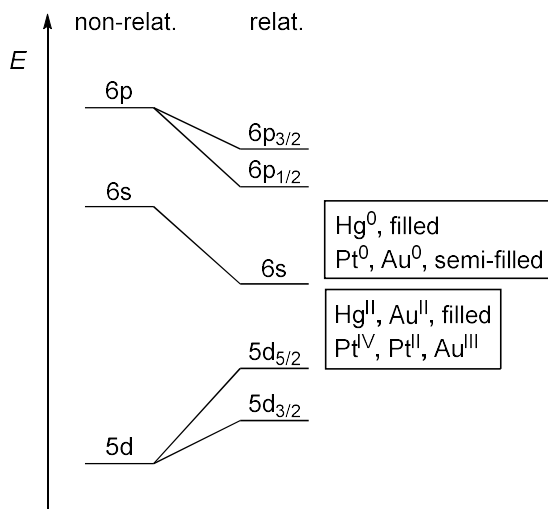 non-relat.
relat.
E
6p
6p3/2
6p1/2
6s
6s
Hg0, filled
Pt0, Au0, semi-filled
HgII, AuII, filled
PtIV, PtII, AuIII
5d5/2
5d3/2
5d